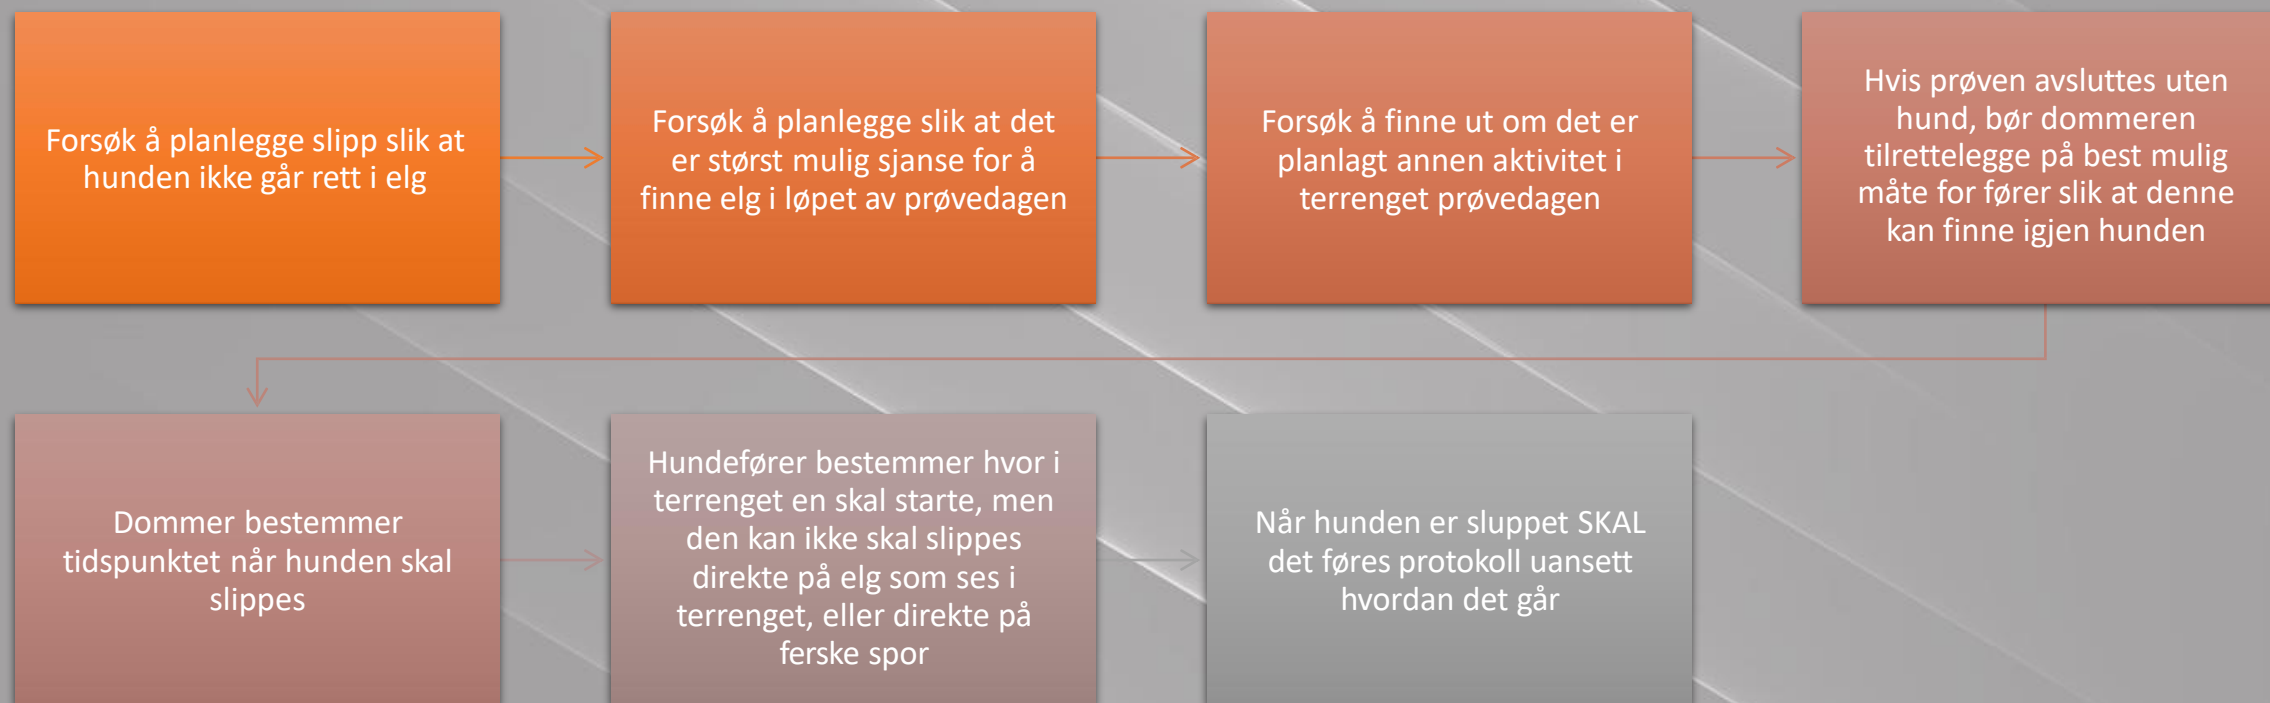 Forsøk å planlegge slipp slik at
hunden ikke går rett i elg
Forsøk å planlegge slik at det
er størst mulig sjanse for å
finne elg i løpet av prøvedagen
Forsøk å finne ut om det er
planlagt annen aktivitet i
terrenget prøvedagen
Hvis prøven avsluttes uten
hund, bør dommeren
tilrettelegge på best mulig
måte for fører slik at denne
kan finne igjen hunden
Dommer bestemmer
tidspunktet når hunden skal
slippes
Hundefører bestemmer hvor i
terrenget en skal starte, men
den kan ikke skal slippes
direkte på elg som ses i
terrenget, eller direkte på
ferske spor
Når hunden er sluppet SKAL
det føres protokoll uansett
hvordan det går